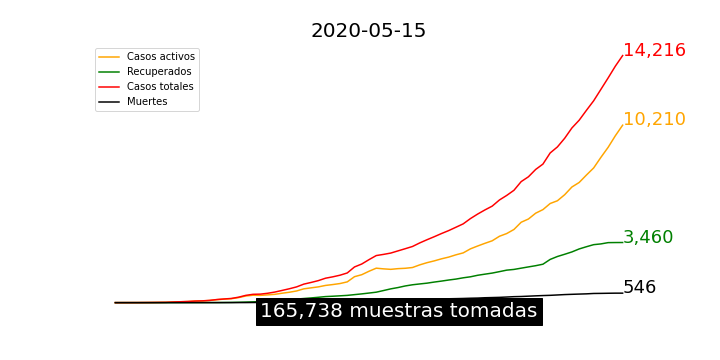 2020-05-15
Casos activos
Recuperados
Casos totales
Muertes
14,216
10,210
3,460
546
165,738 muestras tomadas